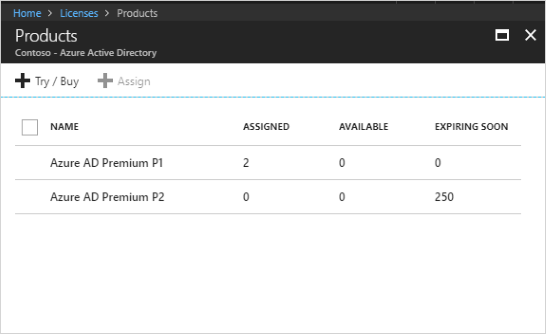 Home > Licenses > Products
Products
Contoso - Azure Active Directory
Try / Buy Assign
NAME ASSIGNED AVAILABLE EXPIRING SOON
Azure AD Premium P1 2 0 0
Azure AD Premium P2 0 0 250